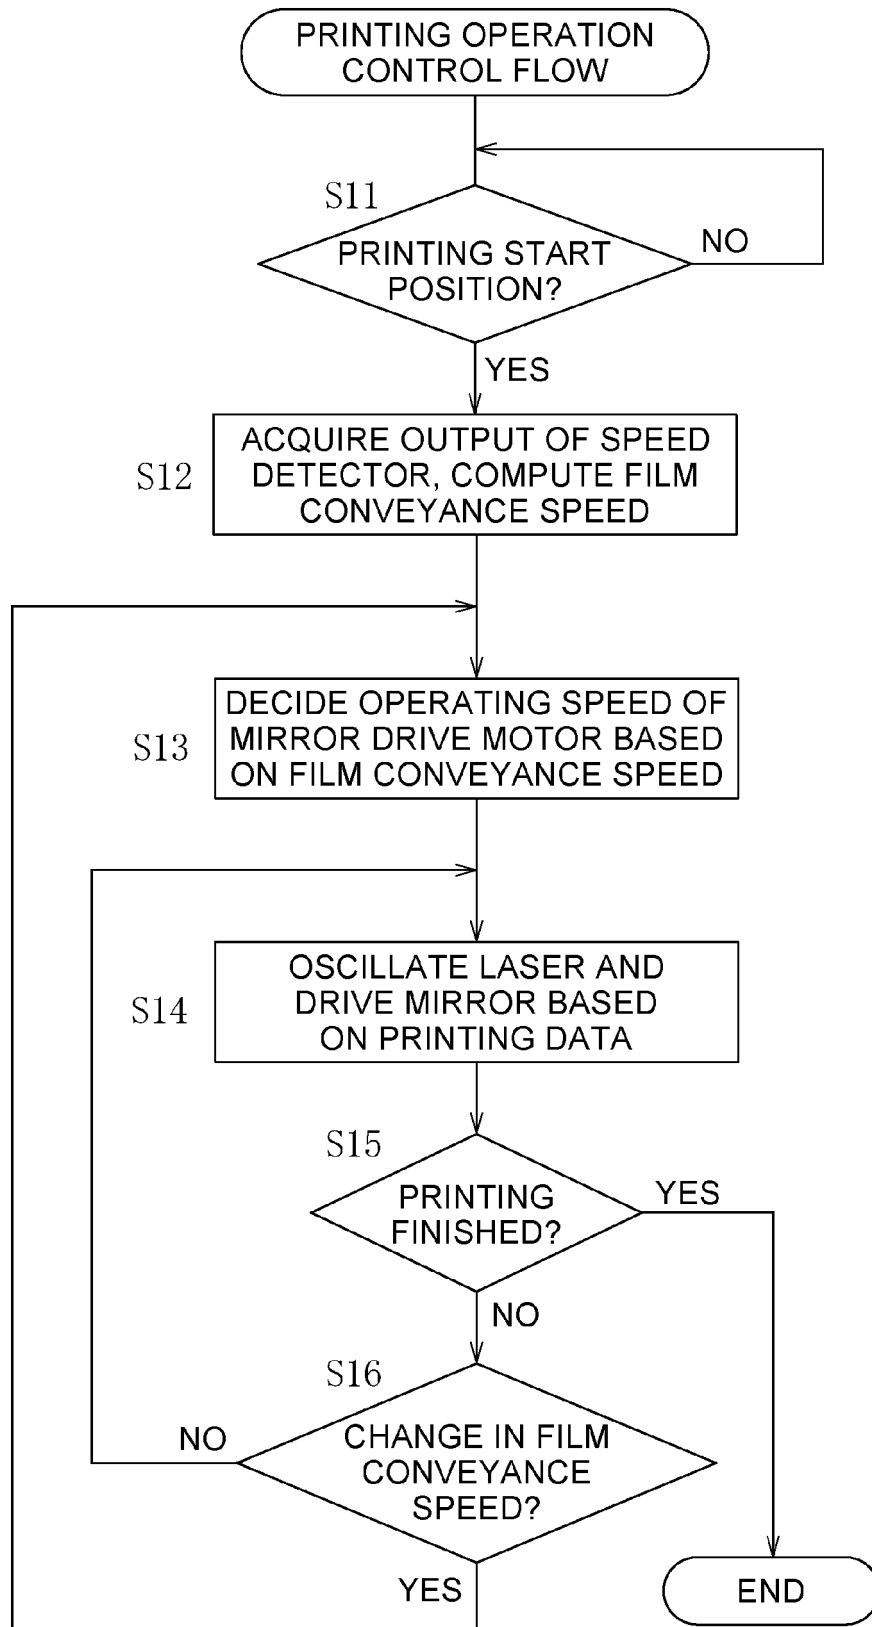 PRINTING OPERATION
CONTROL FLOW
S11
PRINTING START
POSITION?
NO
YES
S12
ACQUIRE OUTPUT OF SPEED
DETECTOR, COMPUTE FILM
CONVEYANCE SPEED
S13
DECIDE OPERATING SPEED OF
MIRROR DRIVE MOTOR BASED
ON FILM CONVEYANCE SPEED
S14
OSCILLATE LASER AND
DRIVE MIRROR BASED
ON PRINTING DATA
S15
PRINTING
FINISHED?
YES
NO
S16
CHANGE IN FILM
CONVEYANCE
SPEED?
NO
YES
END